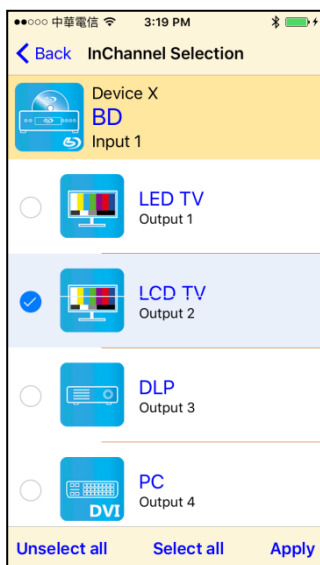 中華電信 3:19 PM
Back InChannel Selection
Device X
BD
Input 1
LED TV
Output 1
LCD TV
Output 2
DLP
Output 3
PC
Output 4
DVI
Unselect all Select all Apply